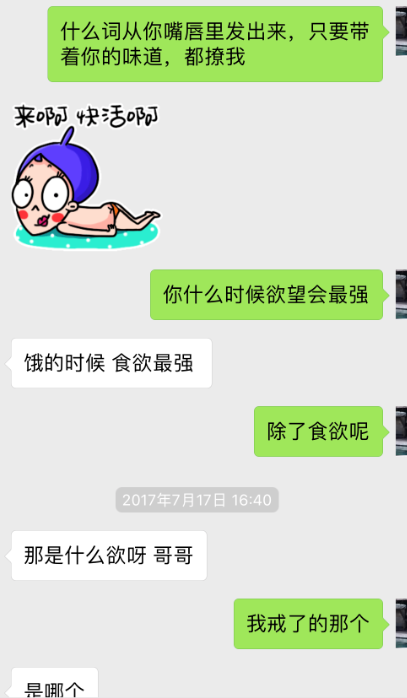 什么词从你嘴唇里发出来，只要带
着你的味道，都撩我
来啊 快活啊
你什么时候欲望会最强
饿的时候 食欲最强
除了食欲呢
2017年7月17日 16:40
那是什么欲呀 哥哥
我戒了的那个
是哪个